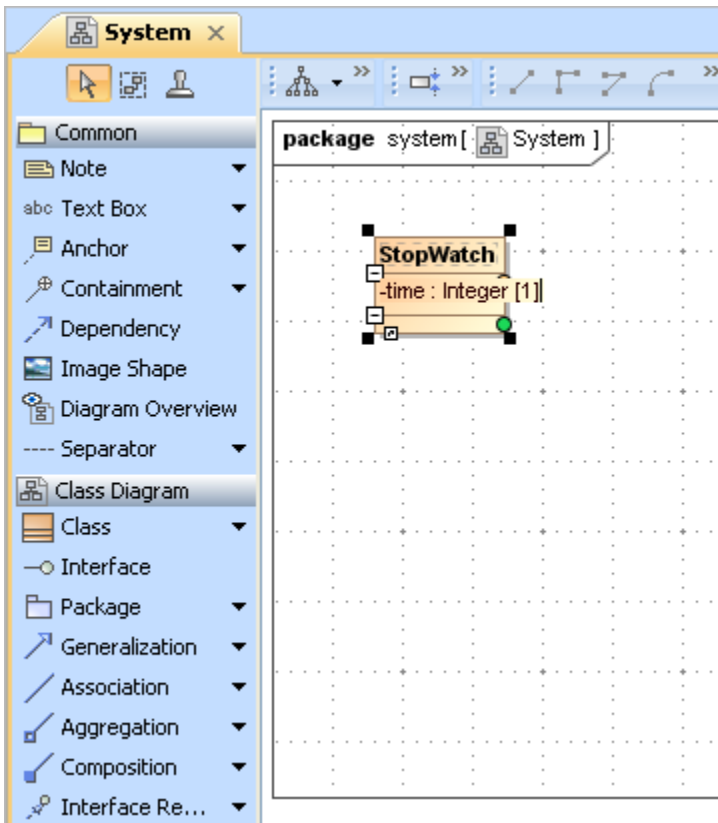 System
Common
Note
abc Text Box
Anchor
Containment
Dependency
Image Shape
Diagram Overview
Separator
Class Diagram
Class
Interface
Package
Generalization
Association
Aggregation
Composition
Interface Re...
package system[ System ]
StopWatch
-time : Integer [1]